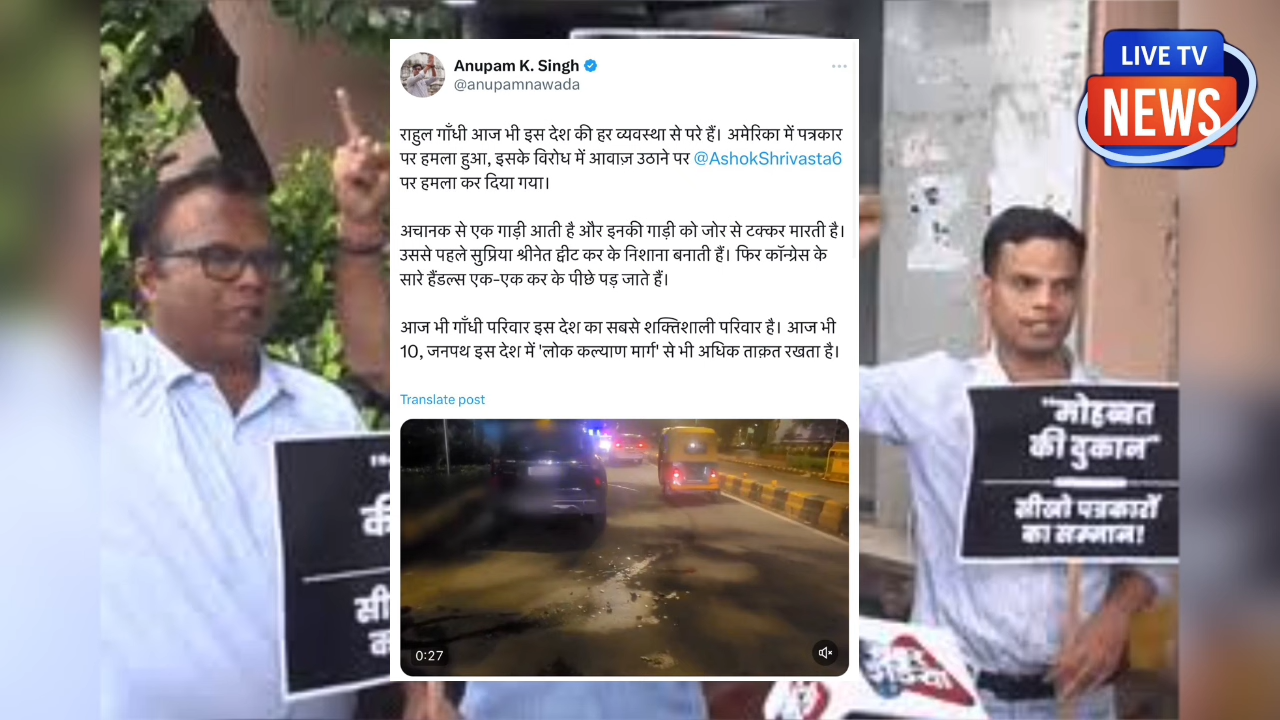 LIVE TV
NEWS
Anupam K. Singh
@anupamnawada
राहुल गाँधी आज भी इस देश की हर व्यवस्था से परे हैं। अमेरिका में पत्रकार
पर हमला हुआ, इसके विरोध में आवाज़ उठाने पर @AshokShrivasta6
पर हमला कर दिया गया।
अचानक से एक गाड़ी आती है और इनकी गाड़ी को जोर से टक्कर मारती है।
उससे पहले सुप्रिया श्रीनेत ट्वीट कर के निशाना बनाती हैं। फिर कॉन्ग्रेस के
सारे हैंडल्स एक-एक कर के पीछे पड़ जाते हैं।
आज भी गाँधी परिवार इस देश का सबसे शक्तिशाली परिवार है। आज भी
10, जनपथ इस देश में 'लोक कल्याण मार्ग' से भी अधिक ताक़त रखता है।
Translate post
0:27
"मोहब्बत
की दुकान"
सीखो पत्रकारों
का सम्मान!
की
सी